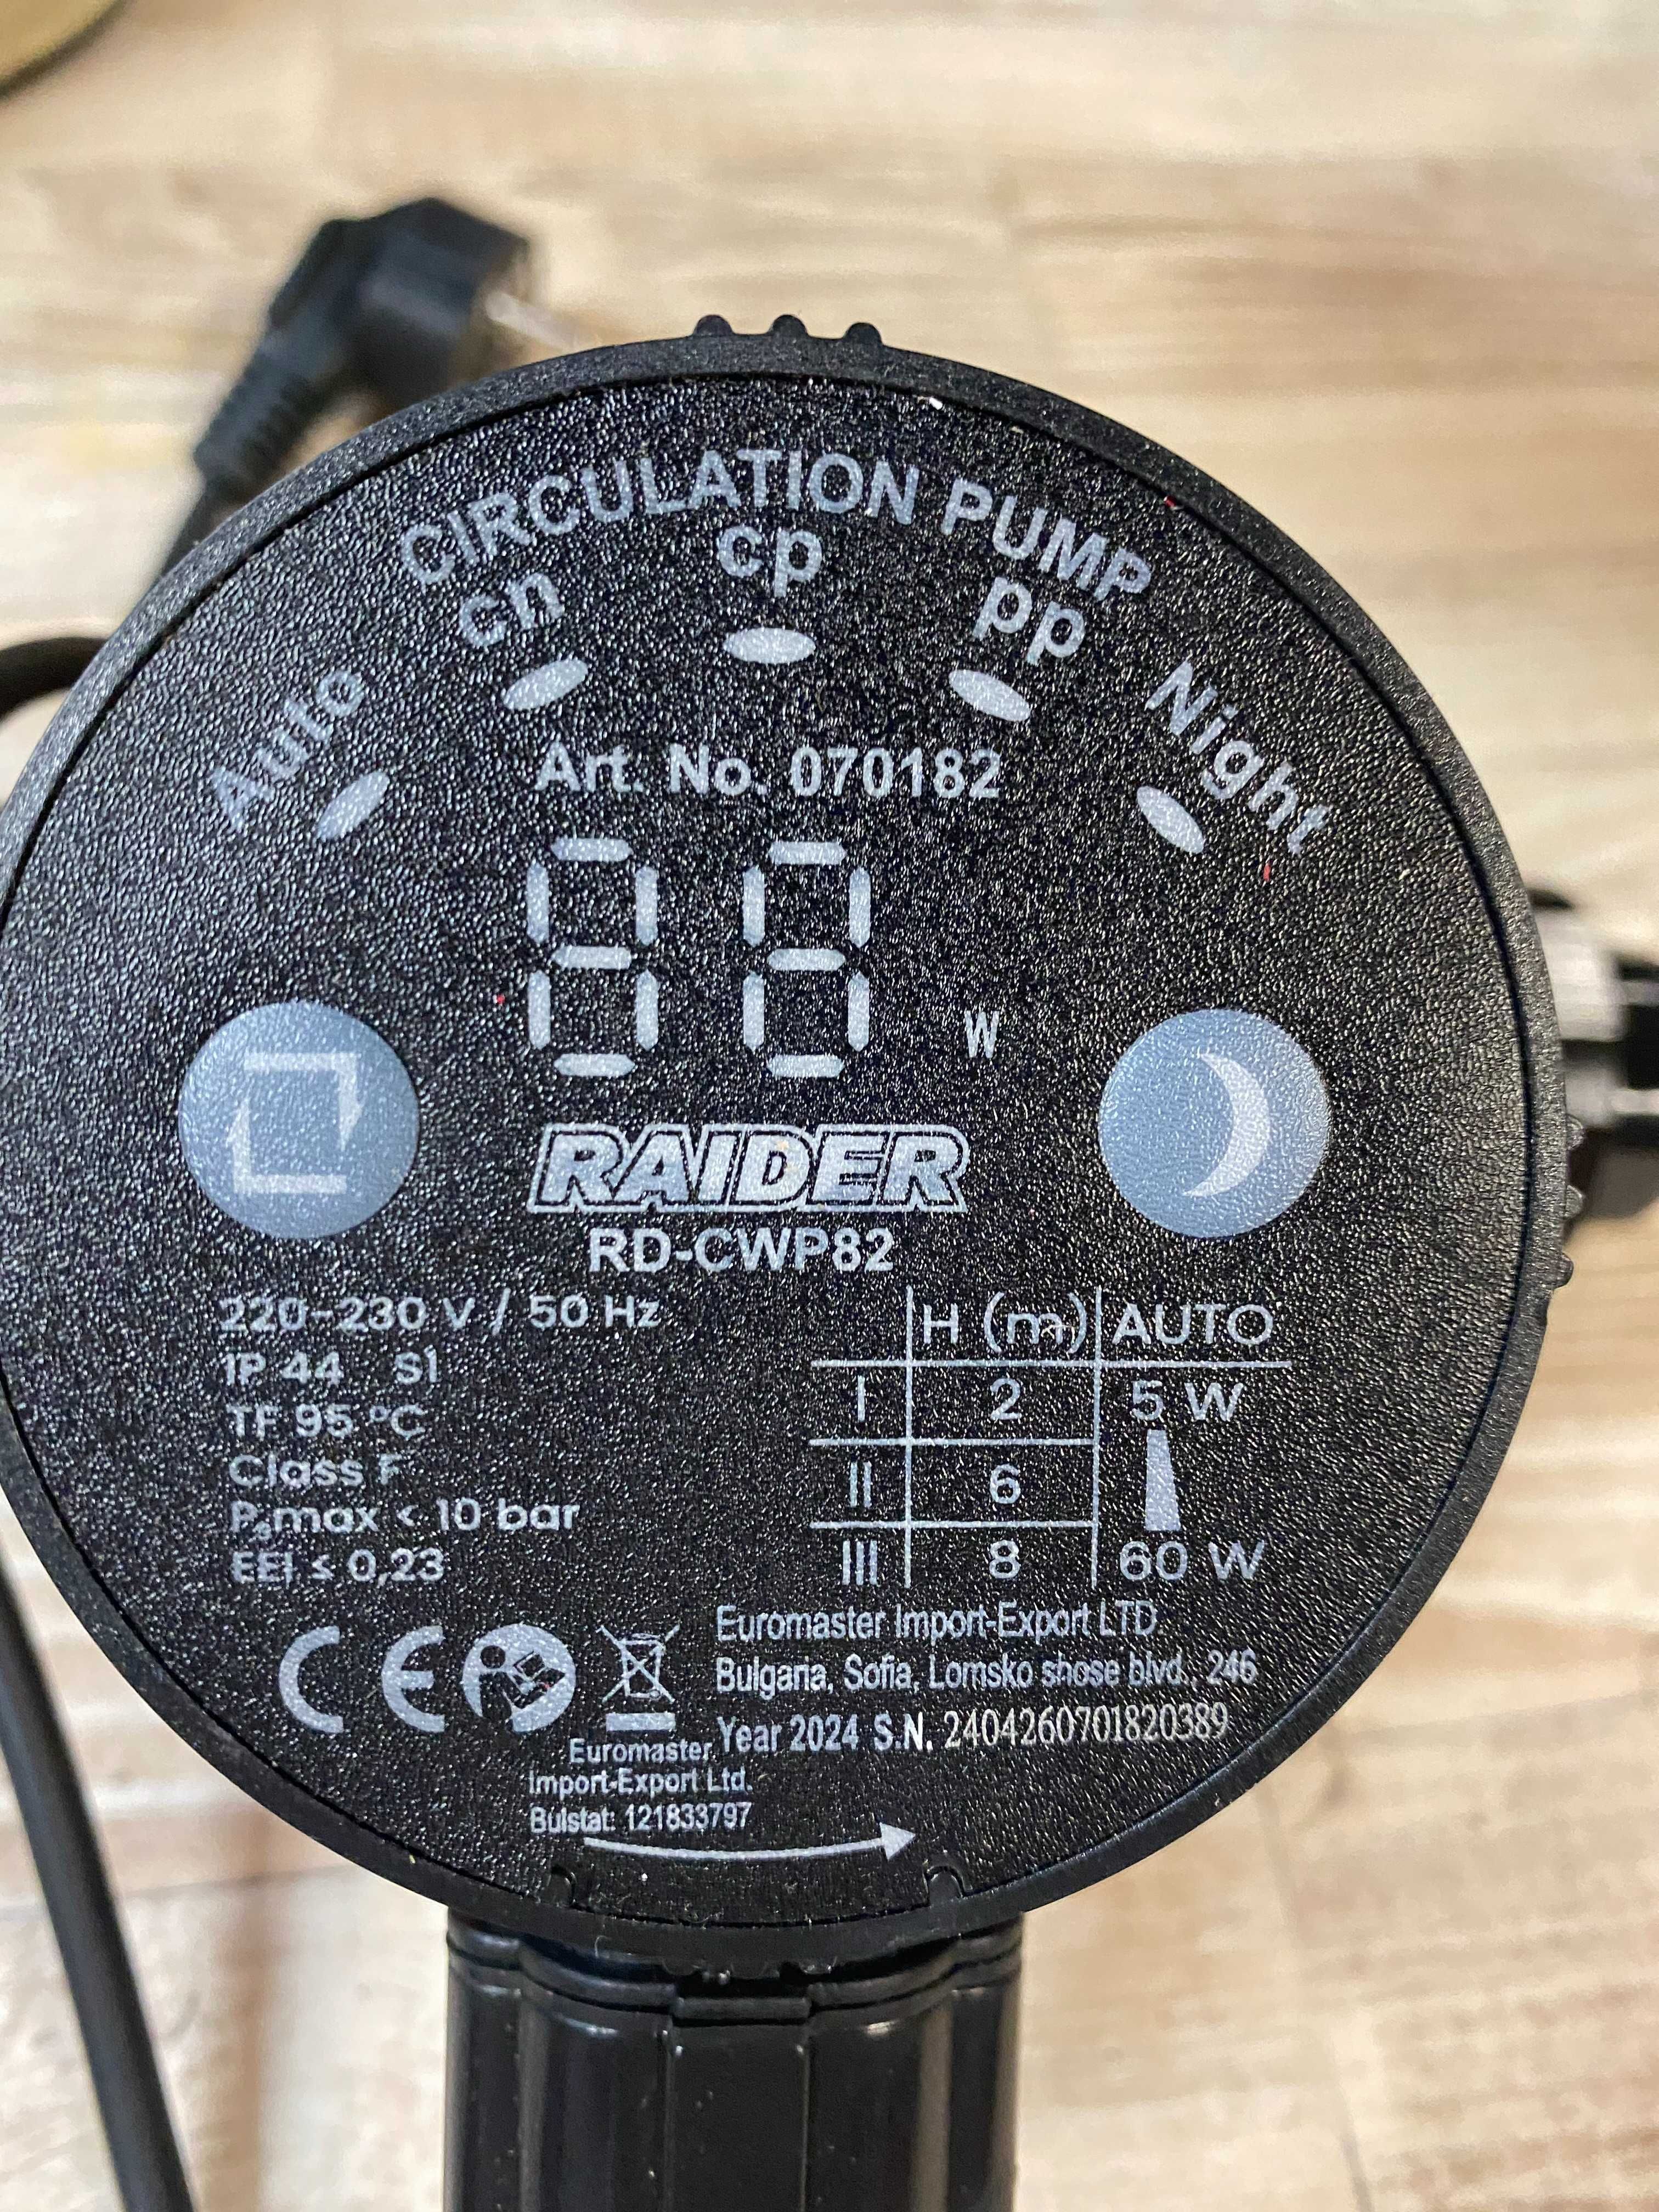 CIRCULATION PUMP
Auto cn cp pp Night
Art. No. 070182
88 W
RAIDER
RD-CWP82
220-230 V / 50 Hz
IP 44 S1
TF 95 °C
Class F
Psmax < 10 bar
EEI ≤ 0,23
H (m) AUTO
I 2 5 W
II 6
III 8 60 W
CE
Euromaster Import-Export LTD
Bulgaria, Sofia, Lomsko shose blvd. 246
Year 2024 S.N. 2404260701820389
Euromaster
Import-Export Ltd.
Bulstat: 121833797